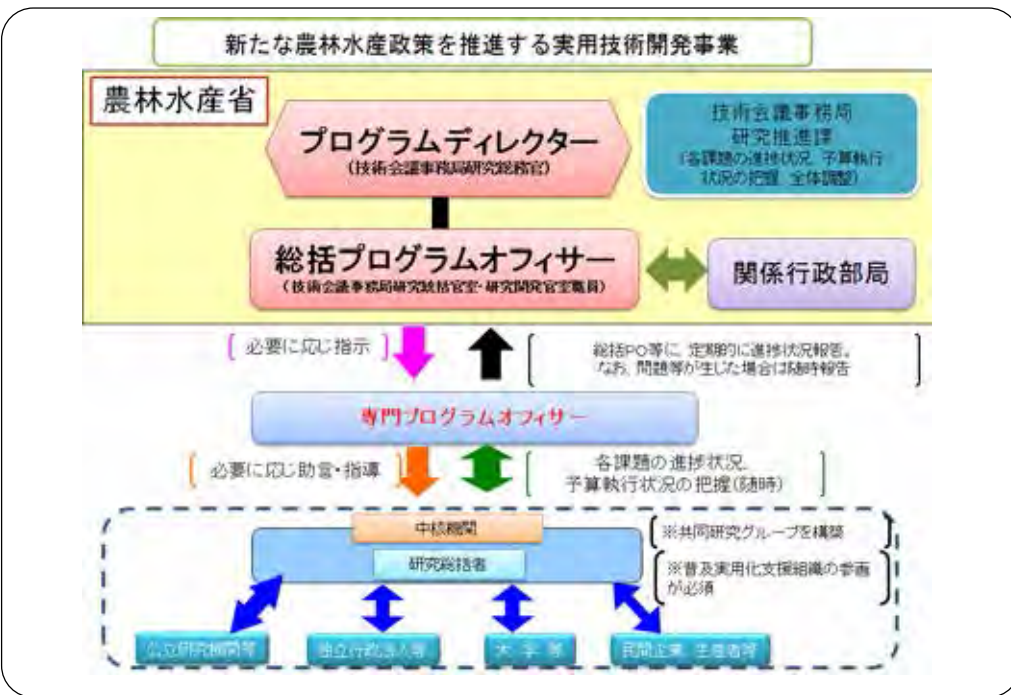 新たな農林水産政策を推進する実用技術開発事業
農林水産省
プログラムディレクター
(技術会議事務局研究総務官)
技術会議事務局
研究推進課
(各課題の進捗状況、予算執行
状況の把握、全体調整)
総括プログラムオフィサー
(技術会議事務局研究統括官室・研究開発官室職員)
関係行政部局
必要に応じ指示
総括PO等に、定期的に進捗状況報告。
なお、問題等が生じた場合は随時報告
専門プログラムオフィサー
必要に応じ助言・指導
各課題の進捗状況、
予算執行状況の把握(随時)
中核機関
研究総括者
※共同研究グループを構築
※普及実用化支援組織の参画
が必須
公立研究機関等
独立行政法人等
大学等
民間企業、生産者等